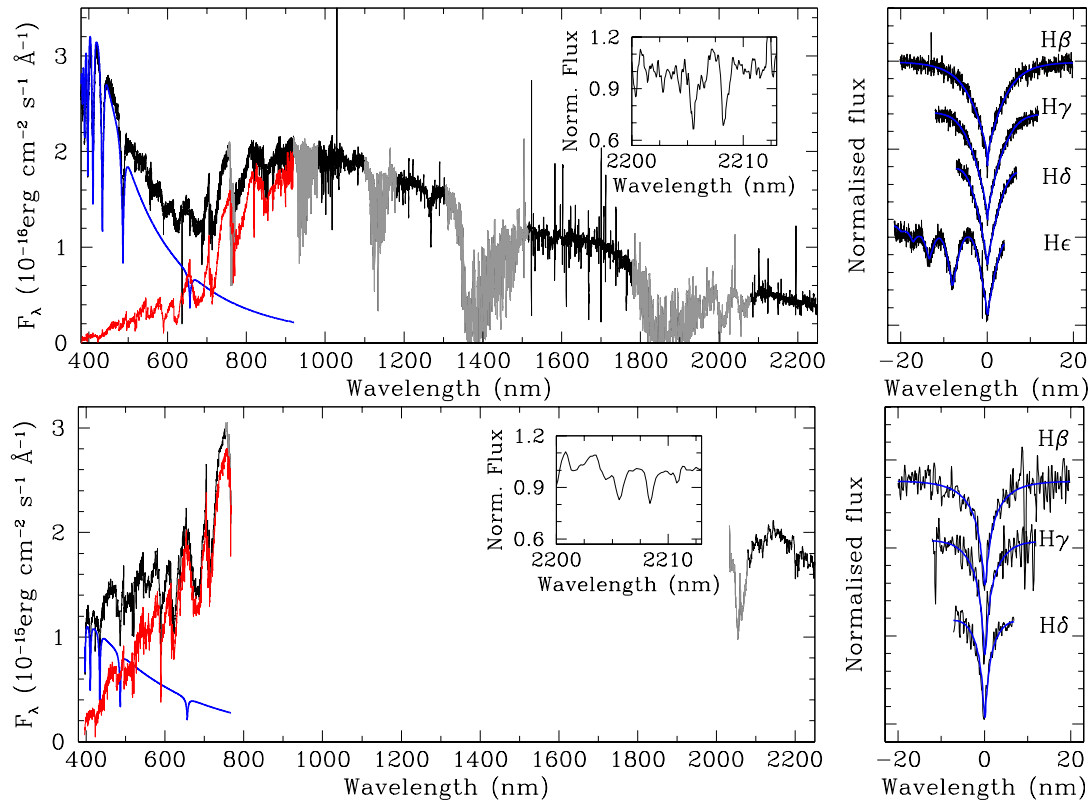 F_λ (10⁻¹⁶erg cm⁻² s⁻¹ Å⁻¹)
3
2
1
0
400 600 800 1000 1200 1400 1600 1800 2000 2200
Wavelength (nm)
Norm. Flux
1.2
0.9
0.6
2200 2210
Wavelength (nm)
Normalised flux
Hβ
Hγ
Hδ
Hϵ
−20 0 20
Wavelength (nm)
F_λ (10⁻¹⁵erg cm⁻² s⁻¹ Å⁻¹)
3
2
1
0
400 600 800 1000 1200 1400 1600 1800 2000 2200
Wavelength (nm)
Norm. Flux
1.2
0.9
0.6
2200 2210
Wavelength (nm)
Normalised flux
Hβ
Hγ
Hδ
−20 0 20
Wavelength (nm)